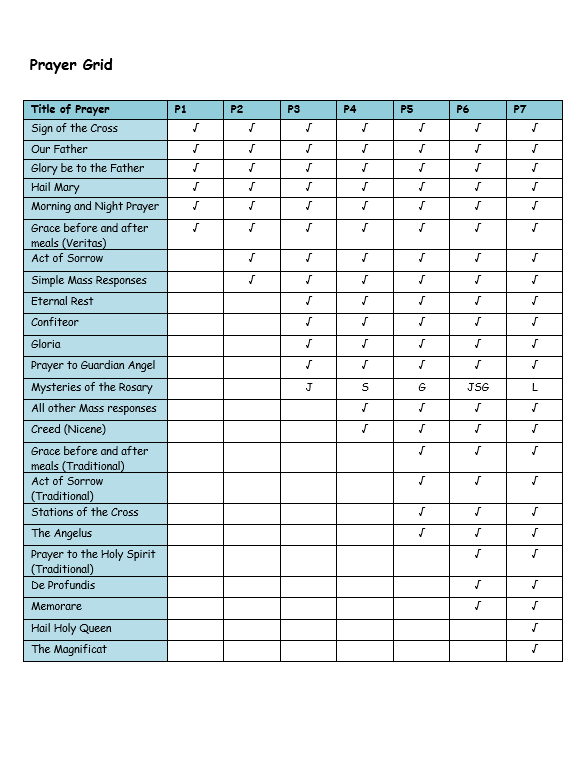 Prayer Grid
Title of Prayer P1 P2 P3 P4 P5 P6 P7
Sign of the Cross √ √ √ √ √ √ √
Our Father √ √ √ √ √ √ √
Glory be to the Father √ √ √ √ √ √ √
Hail Mary √ √ √ √ √ √ √
Morning and Night Prayer √ √ √ √ √ √ √
Grace before and after √ √ √ √ √ √ √
meals (Veritas)
Act of Sorrow √ √ √ √ √ √
Simple Mass Responses √ √ √ √ √ √
Eternal Rest √ √ √ √ √
Confiteor √ √ √ √ √
Gloria √ √ √ √ √
Prayer to Guardian Angel √ √ √ √ √
Mysteries of the Rosary J S G JSG L
All other Mass responses √ √ √ √
Creed (Nicene) √ √ √ √
Grace before and after √ √ √
meals (Traditional)
Act of Sorrow √ √ √
(Traditional)
Stations of the Cross √ √ √
The Angelus √ √ √
Prayer to the Holy Spirit √ √
(Traditional)
De Profundis √ √
Memorare √ √
Hail Holy Queen √
The Magnificat √